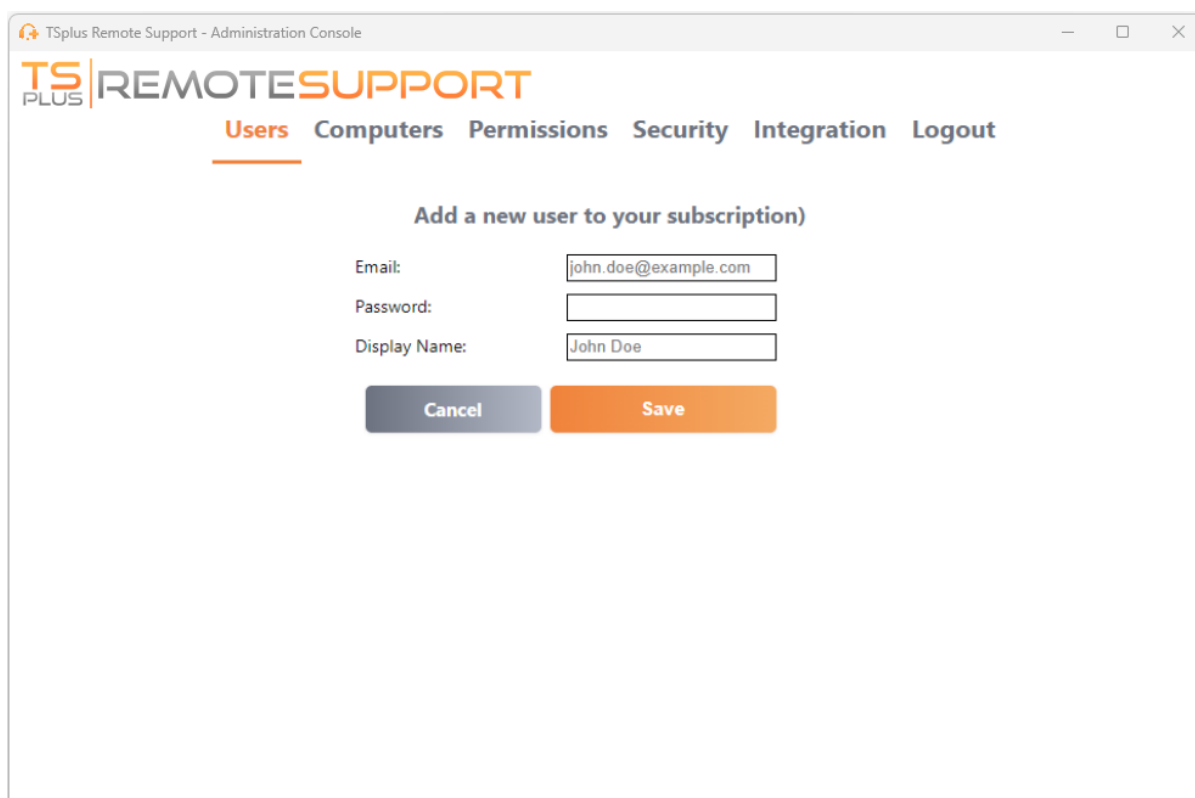 TSplus Remote Support - Administration Console
TS PLUS REMOTESUPPORT
Users Computers Permissions Security Integration Logout
Add a new user to your subscription)
Email: john.doe@example.com
Password:
Display Name: John Doe
Cancel Save